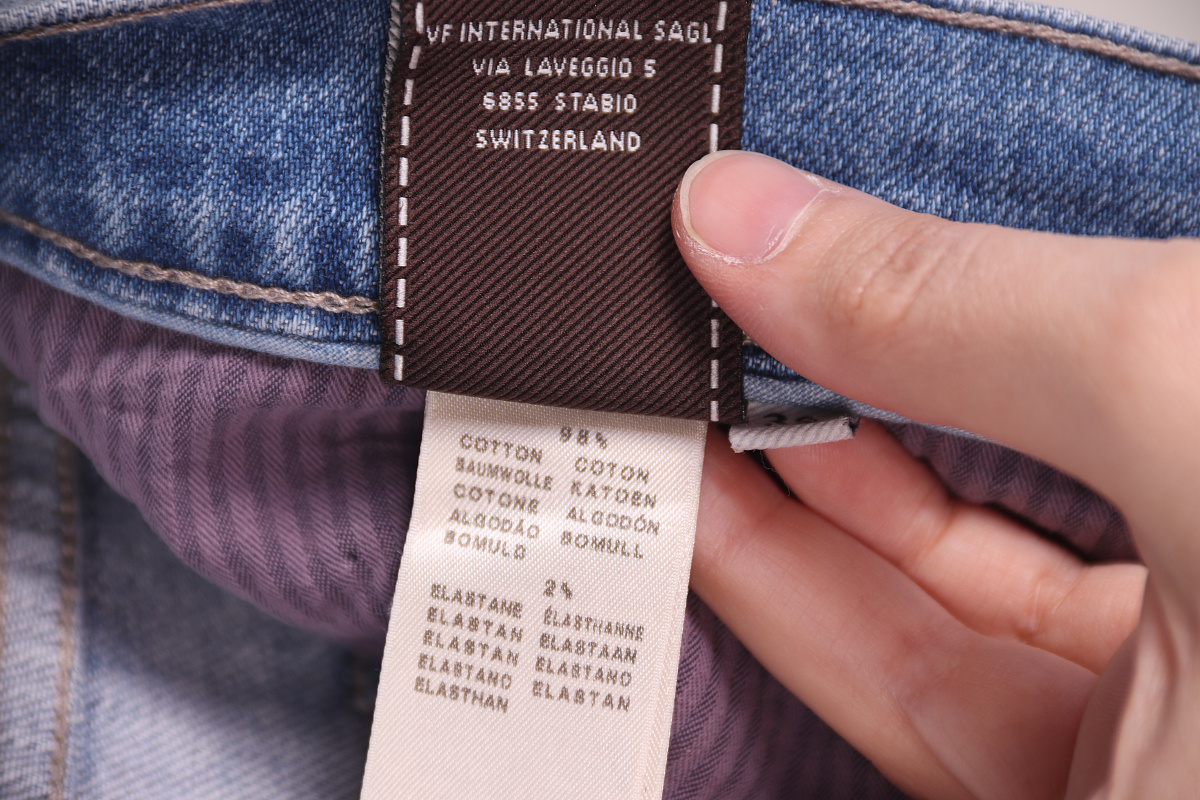 VF INTERNATIONAL SAGL
VIA LAVEGGIO 5
6855 STABIO
SWITZERLAND
98%
COTTON COTON
BAUMWOLLE KATOEN
COTONE ALGODÓN
ALGODÃO BOMULL
BOMULD
2%
ELASTANE ÉLASTHANNE
ELASTAN ELASTAAN
ELASTAN ELASTANO
ELASTANO ELASTAN
ELASTHAN